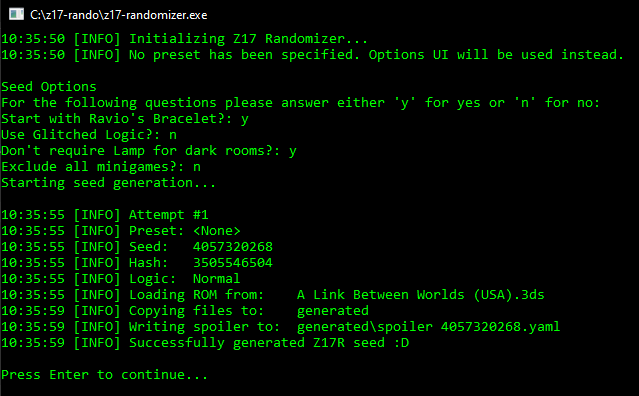 C:\z17-rando\z17-randomizer.exe
10:35:50 [INFO] Initializing Z17 Randomizer...
10:35:50 [INFO] No preset has been specified. Options UI will be used instead.
Seed Options
For the following questions please answer either 'y' for yes or 'n' for no:
Start with Ravio's Bracelet?: y
Use Glitched Logic?: n
Don't require Lamp for dark rooms?: y
Exclude all minigames?: n
Starting seed generation...
10:35:55 [INFO] Attempt #1
10:35:55 [INFO] Preset: <None>
10:35:55 [INFO] Seed:   4057320268
10:35:55 [INFO] Hash:   3505546504
10:35:55 [INFO] Logic:  Normal
10:35:55 [INFO] Loading ROM from:    A Link Between Worlds (USA).3ds
10:35:59 [INFO] Copying files to:    generated
10:35:59 [INFO] Writing spoiler to:  generated\spoiler 4057320268.yaml
10:35:59 [INFO] Successfully generated Z17R seed :D
Press Enter to continue...